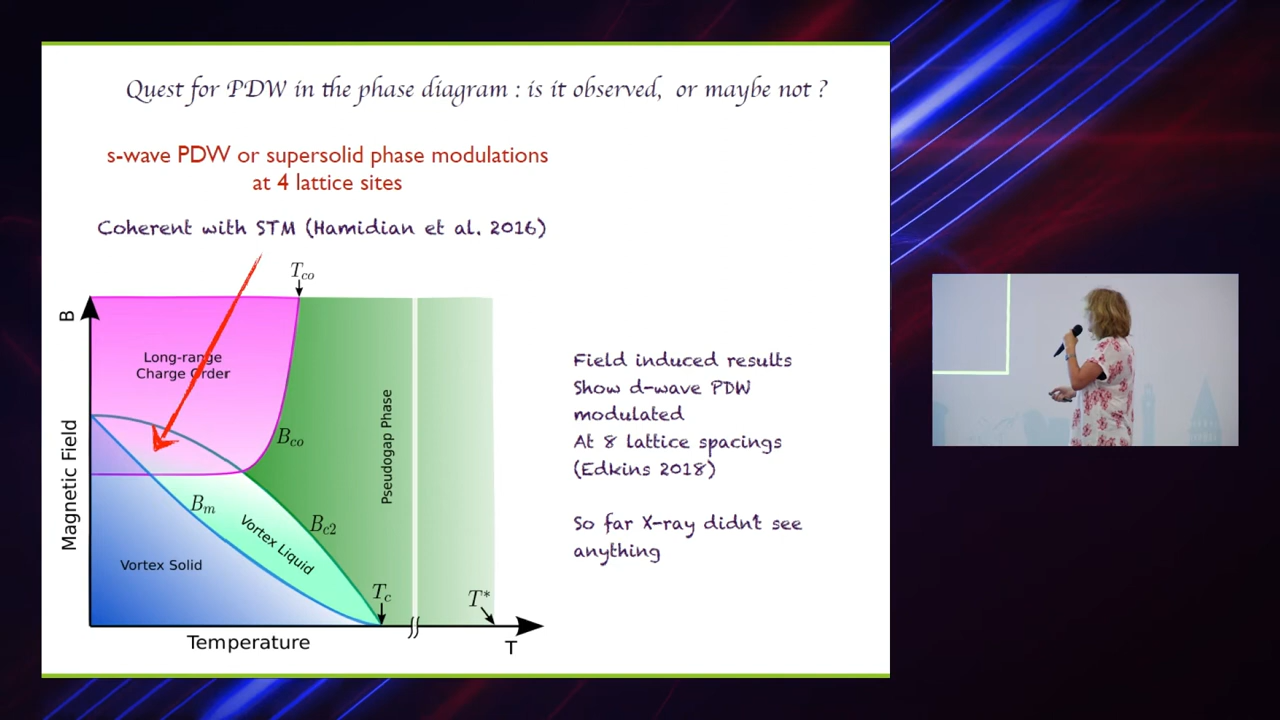 Quest for PDW in the phase diagram : is it observed, or maybe not ?
s-wave PDW or supersolid phase modulations
at 4 lattice sites
Coherent with STM (Hamidian et al. 2016)
T_co
B
Long-range
Charge Order
Magnetic Field
B_co
Pseudogap Phase
B_m
B_c2
Vortex Liquid
Vortex Solid
T_c
T*
Temperature
T
Field induced results
Show d-wave PDW
modulated
At 8 lattice spacings
(Edkins 2018)
So far X-ray didn't see
anything